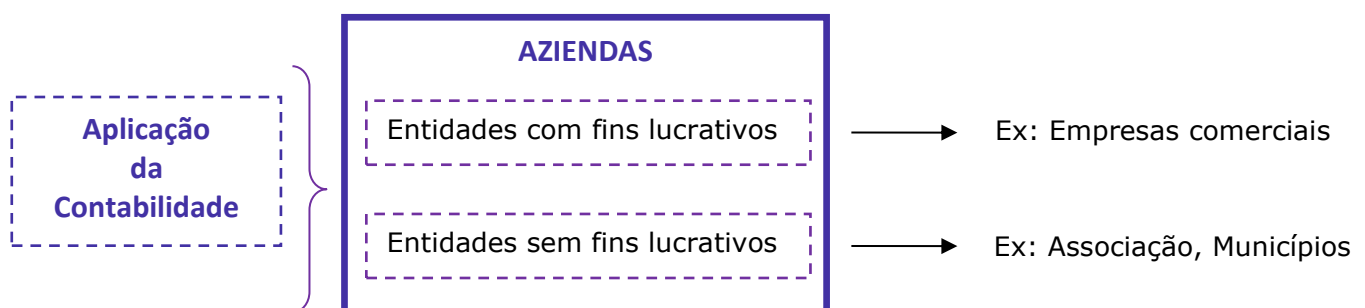 AZIENDAS
Aplicação
da
Contabilidade
Entidades com fins lucrativos
Ex: Empresas comerciais
Entidades sem fins lucrativos
Ex: Associação, Municípios